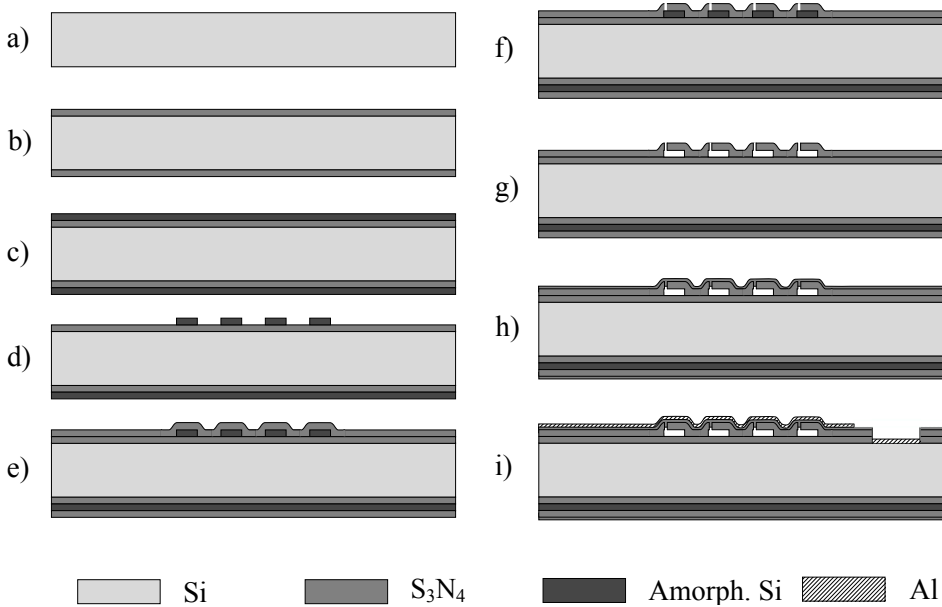 a)
b)
c)
d)
e)
f)
g)
h)
i)
Si
S₃N₄
Amorph. Si
Al